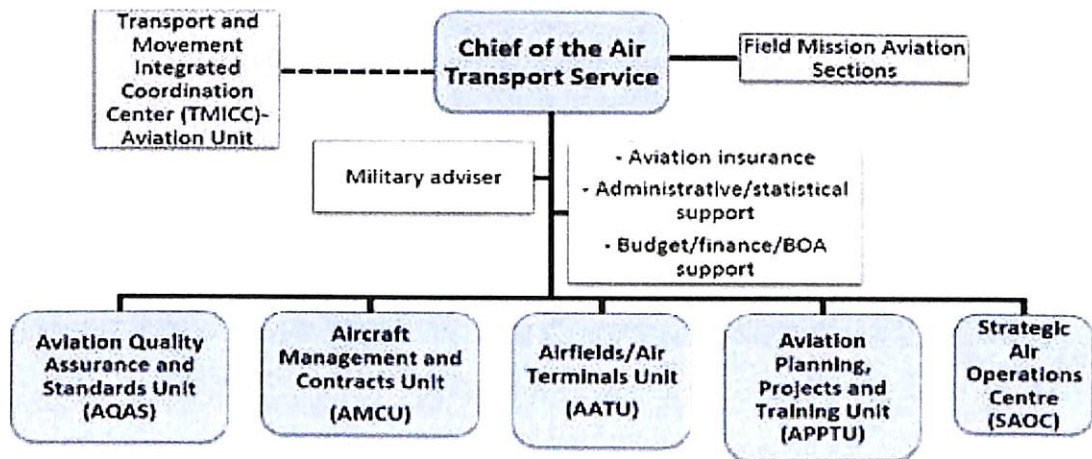 Transport and
Movement
Integrated
Coordination
Center (TMICC)-
Aviation Unit
Chief of the Air
Transport Service
Field Mission Aviation
Sections
Military adviser
- Aviation insurance
- Administrative/statistical
support
- Budget/finance/BOA
support
Aviation Quality
Assurance and
Standards Unit
(AQAS)
Aircraft
Management and
Contracts Unit
(AMCU)
Airfields/Air
Terminals Unit
(AATU)
Aviation
Planning,
Projects and
Training Unit
(APPTU)
Strategic
Air
Operations
Centre
(SAOC)